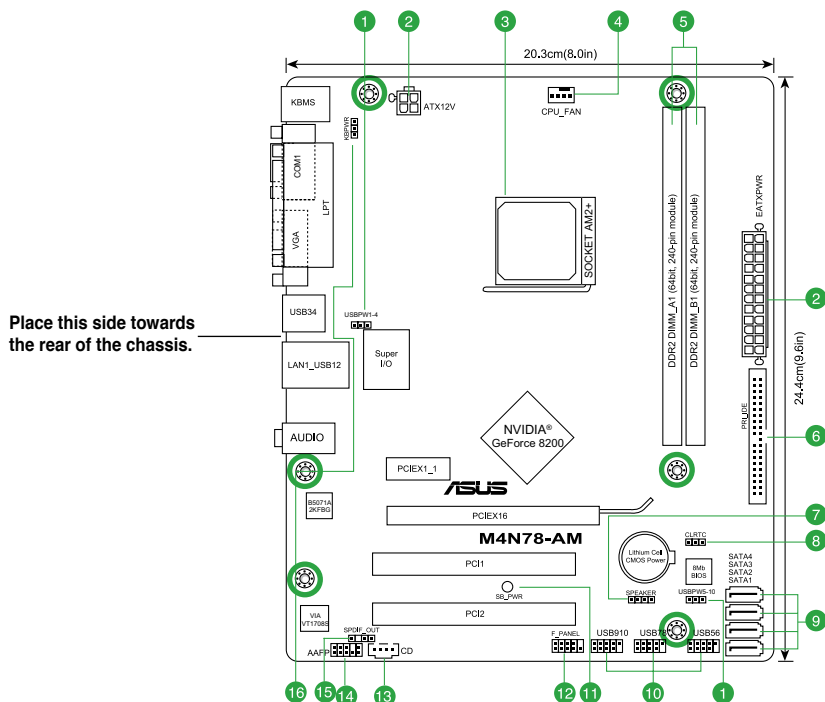 1
2
3
4
5
20.3cm(8.0in)
KBMS
KBPWR
ATX12V
CPU_FAN
COM1
LPT
VGA
SOCKET AM2+
DDR2 DIMM_A1 (64bit, 240-pin module)
DDR2 DIMM_B1 (64bit, 240-pin module)
EATXPWR
2
24.4cm(9.6in)
Place this side towards
the rear of the chassis.
USB34
USBPW1-4
LAN1_USB12
Super
I/O
PRI_IDE
6
AUDIO
NVIDIA®
GeForce 8200
PCIEX1_1
ASUS
B5071A
2KFBG
PCIEX16
M4N78-AM
7
CLRTC
8
Lithium Cell
CMOS Power
8Mb
BIOS
SATA4
SATA3
SATA2
SATA1
PCI1
SB_PWR
SPEAKER
USBPW5-10
9
PCI2
VIA
VT1708S
SPDIF_OUT
AAFP
CD
F_PANEL
USB910
USB78
USB56
16
15
14
13
12
11
10
1